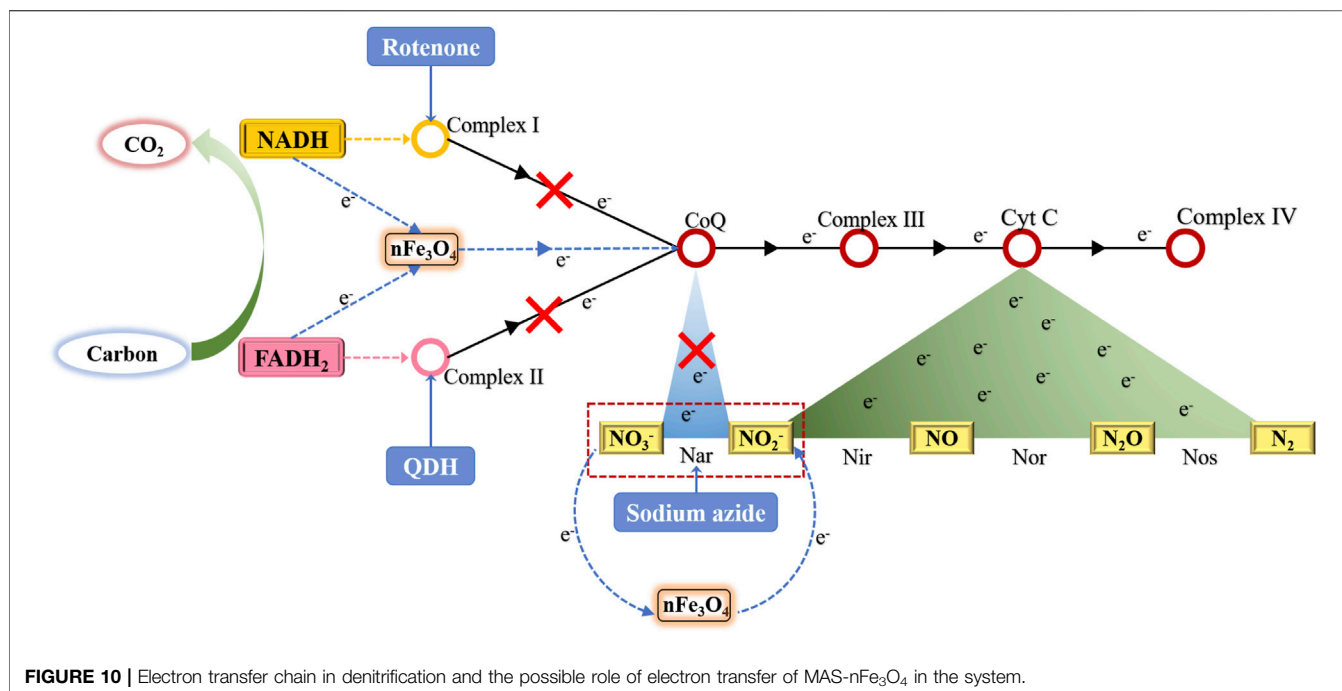 Rotenone
CO₂
NADH
Complex I
e⁻
e⁻
nFe₃O₄
e⁻
CoQ
e⁻
Complex III
e⁻
Cyt C
e⁻
Complex IV
e⁻
e⁻
Carbon
FADH₂
Complex II
QDH
e⁻
e⁻
e⁻
e⁻
e⁻
e⁻
e⁻
e⁻
e⁻
e⁻
e⁻
NO₃⁻
Nar
NO₂⁻
Nir
NO
Nor
N₂O
Nos
N₂
Sodium azide
e⁻
e⁻
nFe₃O₄
FIGURE 10 | Electron transfer chain in denitrification and the possible role of electron transfer of MAS-nFe₃O₄ in the system.